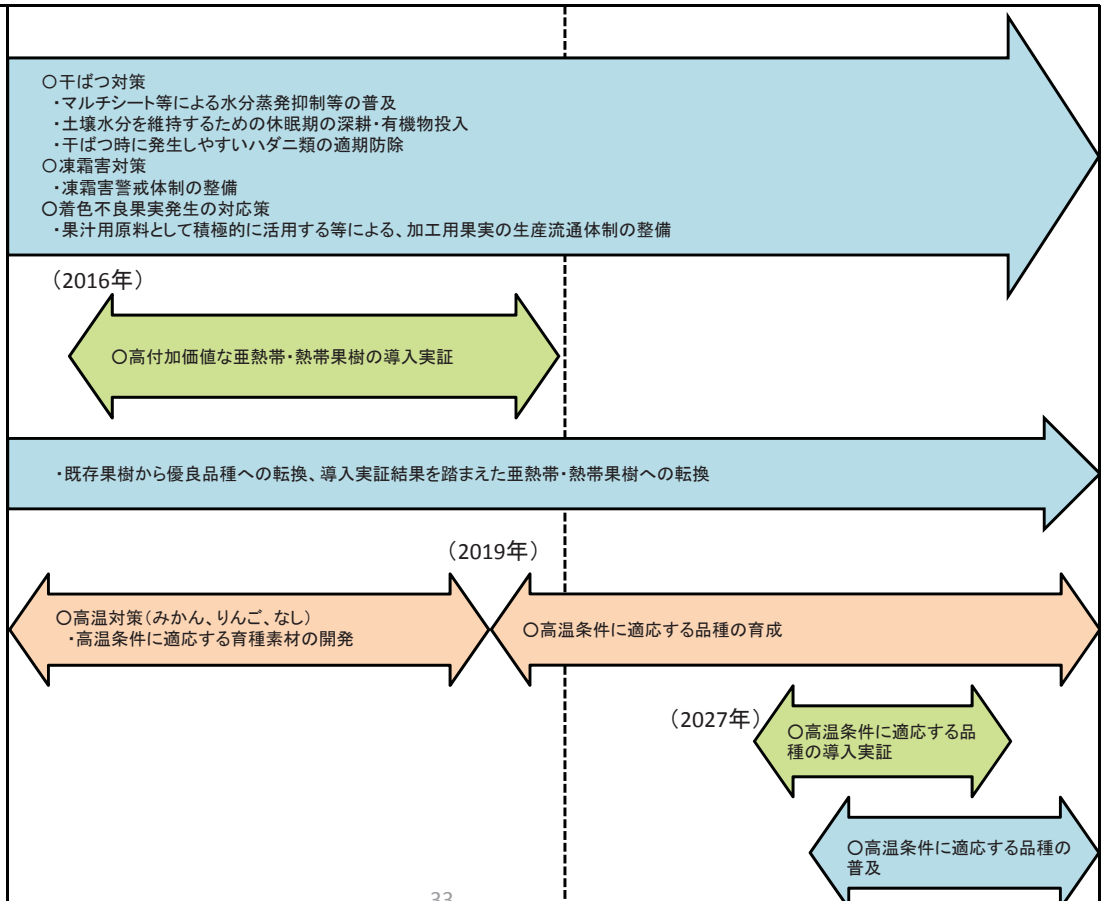 〇干ばつ対策
・マルチシート等による水分蒸発抑制等の普及
・土壌水分を維持するための休眠期の深耕・有機物投入
・干ばつ時に発生しやすいハダニ類の適期防除
〇凍霜害対策
・凍霜害警戒体制の整備
〇着色不良果実発生の対応策
・果汁用原料として積極的に活用する等による、加工用果実の生産流通体制の整備
（2016年）
〇高付加価値な亜熱帯・熱帯果樹の導入実証
・既存果樹から優良品種への転換、導入実証結果を踏まえた亜熱帯・熱帯果樹への転換
（2019年）
〇高温対策（みかん、りんご、なし）
・高温条件に適応する育種素材の開発
〇高温条件に適応する品種の育成
（2027年）
〇高温条件に適応する品
種の導入実証
〇高温条件に適応する品種の
普及
33